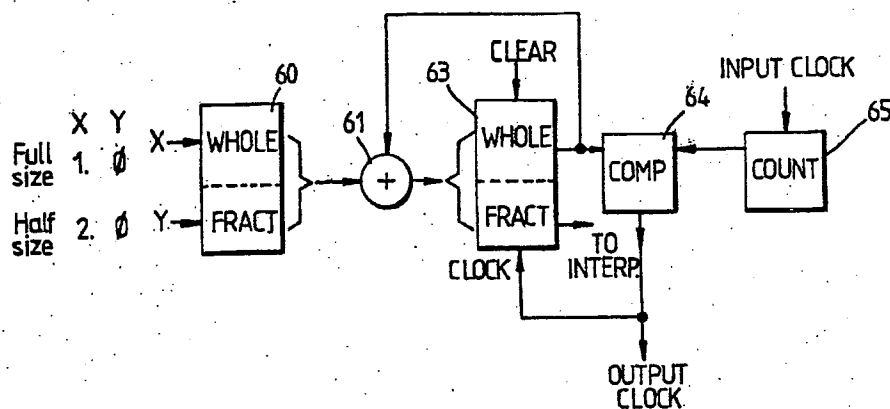 60
63
CLEAR
INPUT CLOCK
64
65
X Y
61
Full size 1. Ø
X
WHOLE
+
WHOLE
COMP
COUNT
Half size 2. Ø
Y
FRACT
FRACT
TO INTERP.
CLOCK
OUTPUT CLOCK